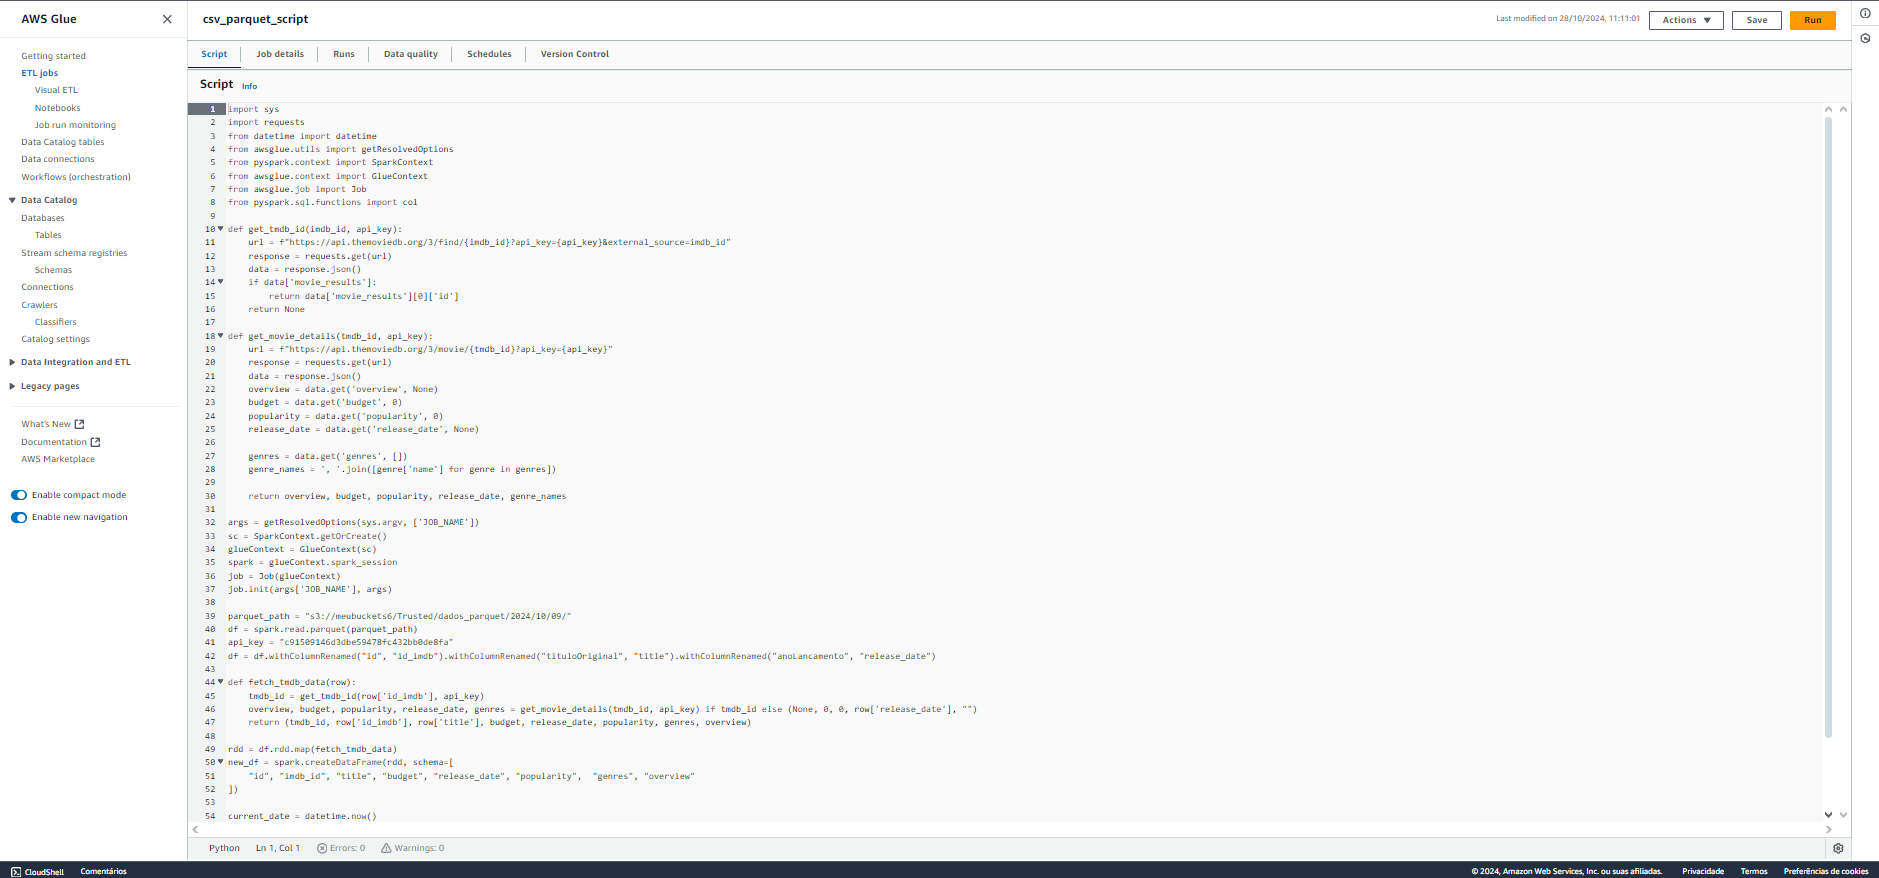 AWS Glue
Getting started
ETL jobs
Visual ETL
Notebooks
Job run monitoring
Data Catalog tables
Data connections
Workflows (orchestration)
Data Catalog
Databases
Tables
Stream schema registries
Schemas
Connections
Crawlers
Classifiers
Catalog settings
Data Integration and ETL
Legacy pages
What's New
Documentation
AWS Marketplace
Enable compact mode
Enable new navigation
csv_parquet_script
Last modified on 28/10/2024, 11:11:01
Actions
Save
Run
Script
Job details
Runs
Data quality
Schedules
Version Control
Script Info
1 import sys
2 import requests
3 from datetime import datetime
4 from awsglue.utils import getResolvedOptions
5 from pyspark.context import SparkContext
6 from awsglue.context import GlueContext
7 from awsglue.job import Job
8 from pyspark.sql.functions import col
9
10 def get_tmdb_id(imdb_id, api_key):
11     url = f"https://api.themoviedb.org/3/find/{imdb_id}?api_key={api_key}&external_source=imdb_id"
12     response = requests.get(url)
13     data = response.json()
14     if data['movie_results']:
15         return data['movie_results'][0]['id']
16     return None
17
18 def get_movie_details(tmdb_id, api_key):
19     url = f"https://api.themoviedb.org/3/movie/{tmdb_id}?api_key={api_key}"
20     response = requests.get(url)
21     data = response.json()
22     overview = data.get('overview', None)
23     budget = data.get('budget', 0)
24     popularity = data.get('popularity', 0)
25     release_date = data.get('release_date', None)
26
27     genres = data.get('genres', [])
28     genre_names = ', '.join([genre['name'] for genre in genres])
29
30     return overview, budget, popularity, release_date, genre_names
31
32 args = getResolvedOptions(sys.argv, ['JOB_NAME'])
33 sc = SparkContext.getOrCreate()
34 glueContext = GlueContext(sc)
35 spark = glueContext.spark_session
36 job = Job(glueContext)
37 job.init(args['JOB_NAME'], args)
38
39 parquet_path = "s3://meubuckets6/Trusted/dados_parquet/2024/10/09/"
40 df = spark.read.parquet(parquet_path)
41 api_key = "c91509146d3dbe59478fc432bb0de8fa"
42 df = df.withColumnRenamed("id", "id_imdb").withColumnRenamed("tituloOriginal", "title").withColumnRenamed("anoLancamento", "release_date")
43
44 def fetch_tmdb_data(row):
45     tmdb_id = get_tmdb_id(row['id_imdb'], api_key)
46     overview, budget, popularity, release_date, genres = get_movie_details(tmdb_id, api_key) if tmdb_id else (None, 0, 0, row['release_date'], "")
47     return (tmdb_id, row['id_imdb'], row['title'], budget, release_date, popularity, genres, overview)
48
49 rdd = df.rdd.map(fetch_tmdb_data)
50 new_df = spark.createDataFrame(rdd, schema=[
51     "id", "imdb_id", "title", "budget", "release_date", "popularity",  "genres", "overview"
52 ])
53
54 current_date = datetime.now()
Python
Ln 1, Col 1
Errors: 0
Warnings: 0
CloudShell
Comentários
© 2024, Amazon Web Services, Inc. ou suas afiliadas.
Privacidade
Termos
Preferências de cookies